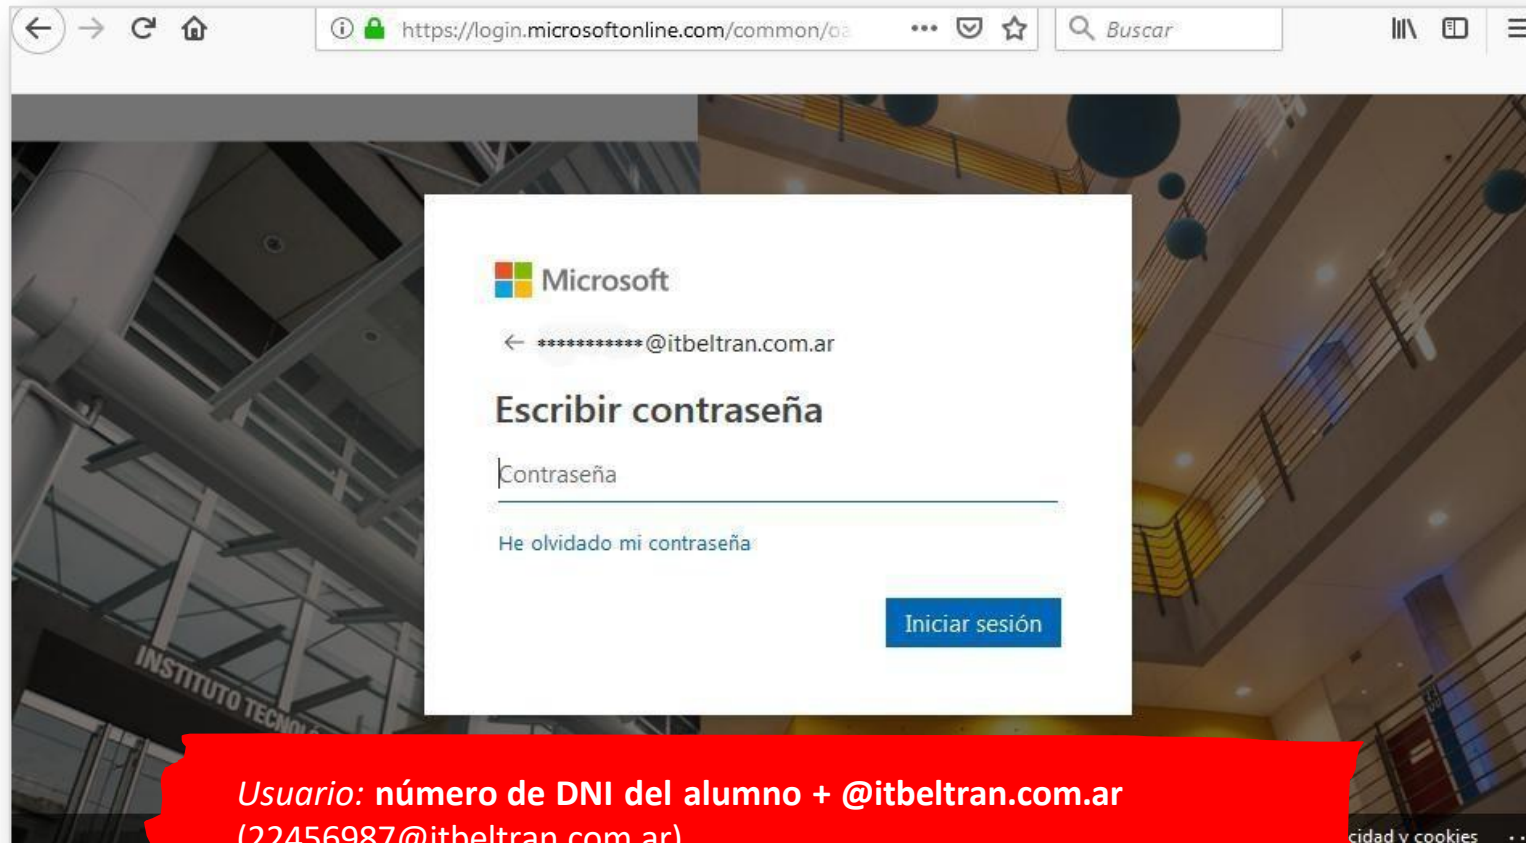 https://login.microsoftonline.com/common/oa
Buscar
Microsoft
***********@itbeltran.com.ar
Escribir contraseña
Contraseña
He olvidado mi contraseña
Iniciar sesión
INSTITUTO
Usuario: número de DNI del alumno + @itbeltran.com.ar
(22456987@itbeltran.com.ar)
cidad y cookies